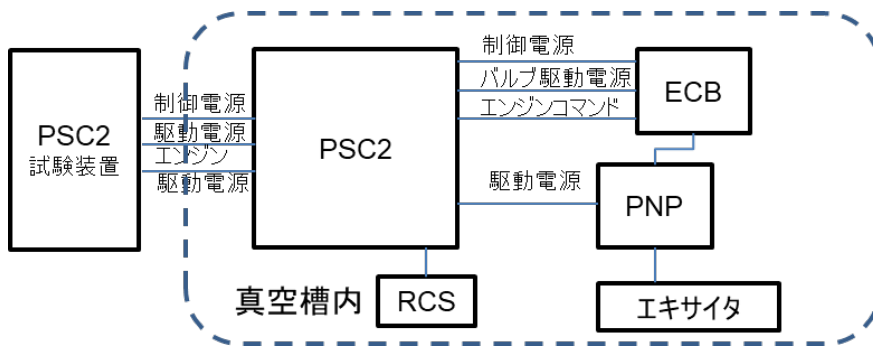 PSC2
試験装置
制御電源
駆動電源
エンジン
駆動電源
PSC2
制御電源
バルブ駆動電源
エンジンコマンド
駆動電源
ECB
PNP
真空槽内
RCS
エキサイタ